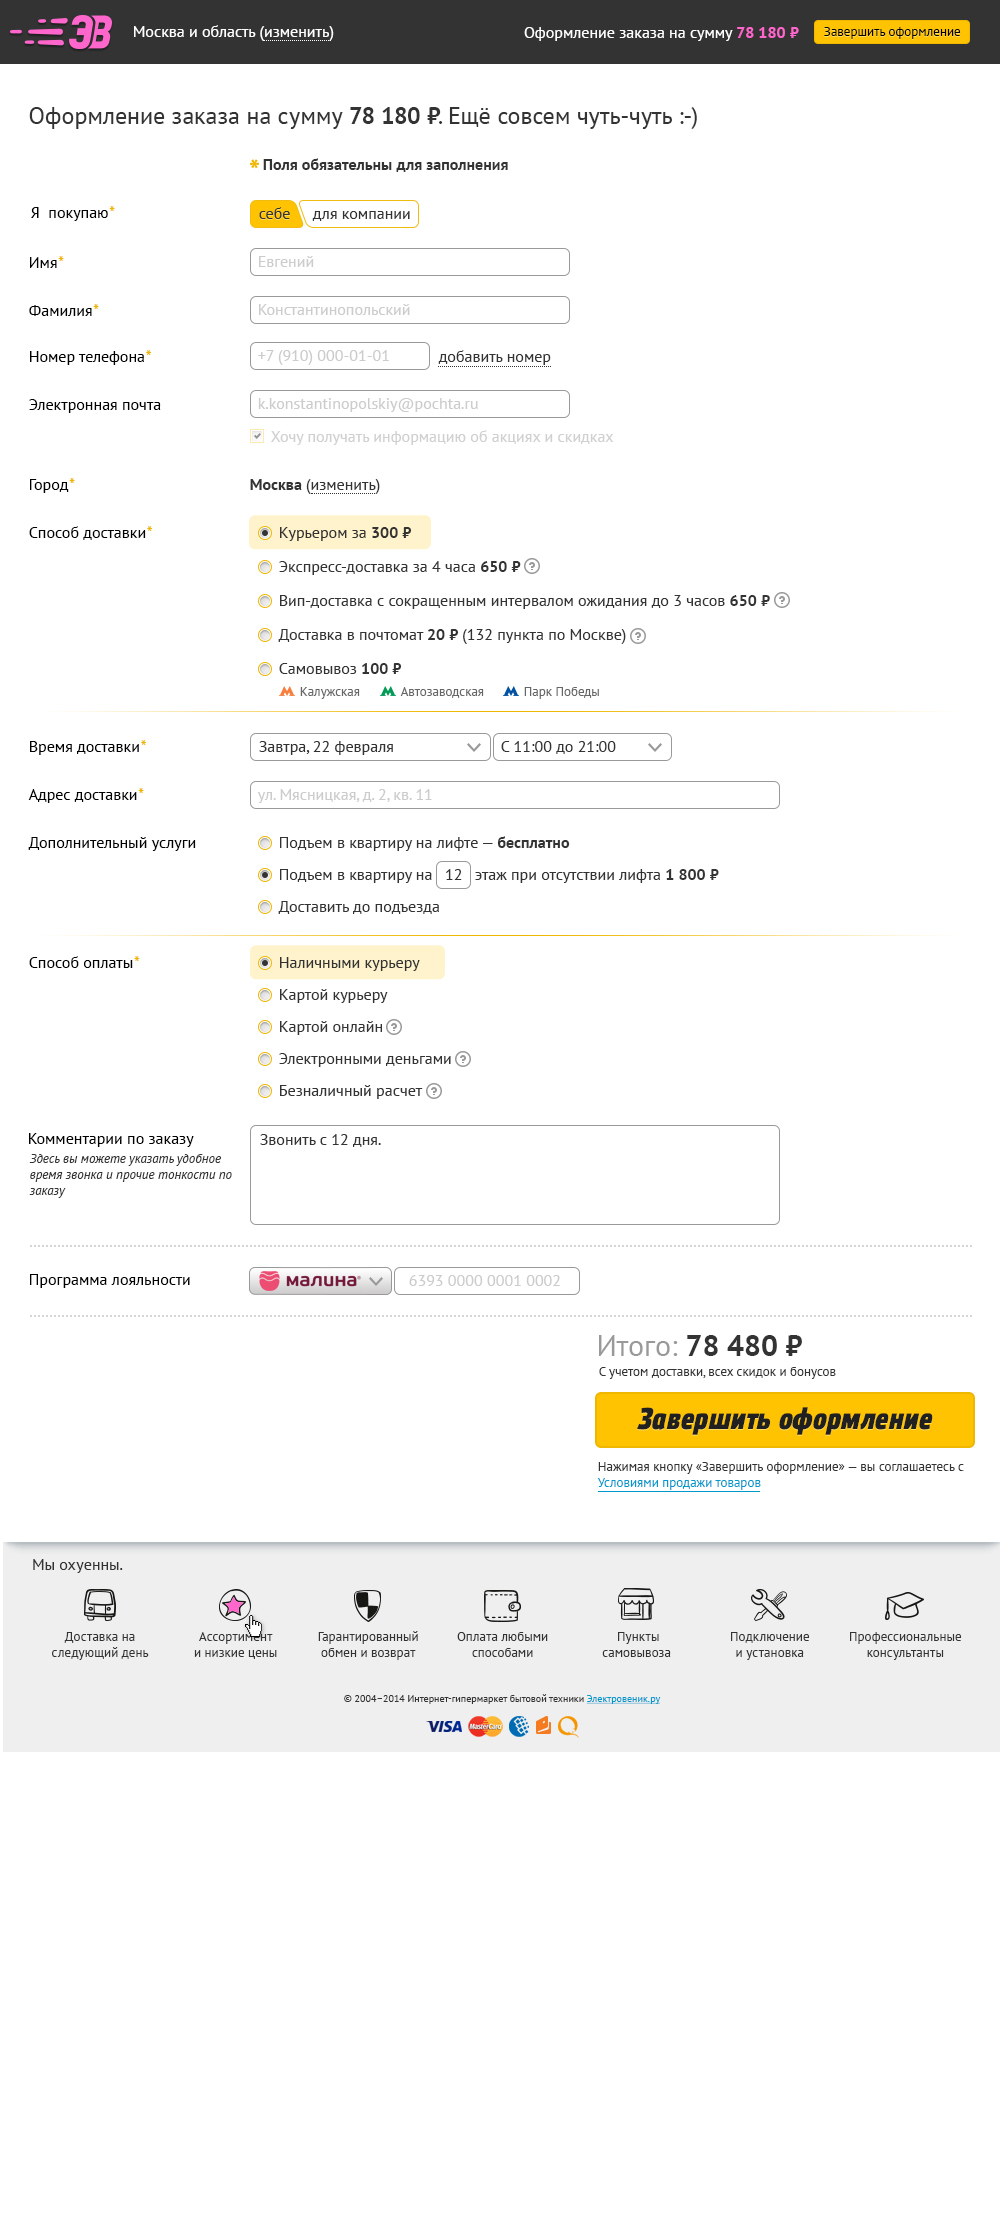 ЭВ Москва и область (изменить) Оформление заказа на сумму 78 180 ₽ Завершить оформление
Оформление заказа на сумму 78 180 ₽. Ещё совсем чуть-чуть :-)
* Поля обязательны для заполнения
Я покупаю* себе для компании
Имя* Евгений
Фамилия* Константинопольский
Номер телефона* +7 (910) 000-01-01 добавить номер
Электронная почта k.konstantinopolskiy@pochta.ru
Хочу получать информацию об акциях и скидках
Город* Москва (изменить)
Способ доставки* Курьером за 300 ₽
Экспресс-доставка за 4 часа 650 ₽ ?
Вип-доставка с сокращенным интервалом ожидания до 3 часов 650 ₽ ?
Доставка в почтомат 20 ₽ (132 пункта по Москве) ?
Самовывоз 100 ₽
Калужская Автозаводская Парк Победы
Время доставки* Завтра, 22 февраля С 11:00 до 21:00
Адрес доставки* ул. Мясницкая, д. 2, кв. 11
Дополнительный услуги Подъем в квартиру на лифте — бесплатно
Подъем в квартиру на 12 этаж при отсутствии лифта 1 800 ₽
Доставить до подъезда
Способ оплаты* Наличными курьеру
Картой курьеру
Картой онлайн ?
Электронными деньгами ?
Безналичный расчет ?
Комментарии по заказу Звонить с 12 дня.
Здесь вы можете указать удобное
время звонка и прочие тонкости по
заказу
Программа лояльности малина® 6393 0000 0001 0002
Итого: 78 480 ₽
С учетом доставки, всех скидок и бонусов
Завершить оформление
Нажимая кнопку «Завершить оформление» — вы соглашаетесь с
Условиями продажи товаров
Мы охуенны.
Доставка на
следующий день
Ассортимент
и низкие цены
Гарантированный
обмен и возврат
Оплата любыми
способами
Пункты
самовывоза
Подключение
и установка
Профессиональные
консультанты
© 2004–2014 Интернет-гипермаркет бытовой техники Электровеник.ру
VISA MasterCard